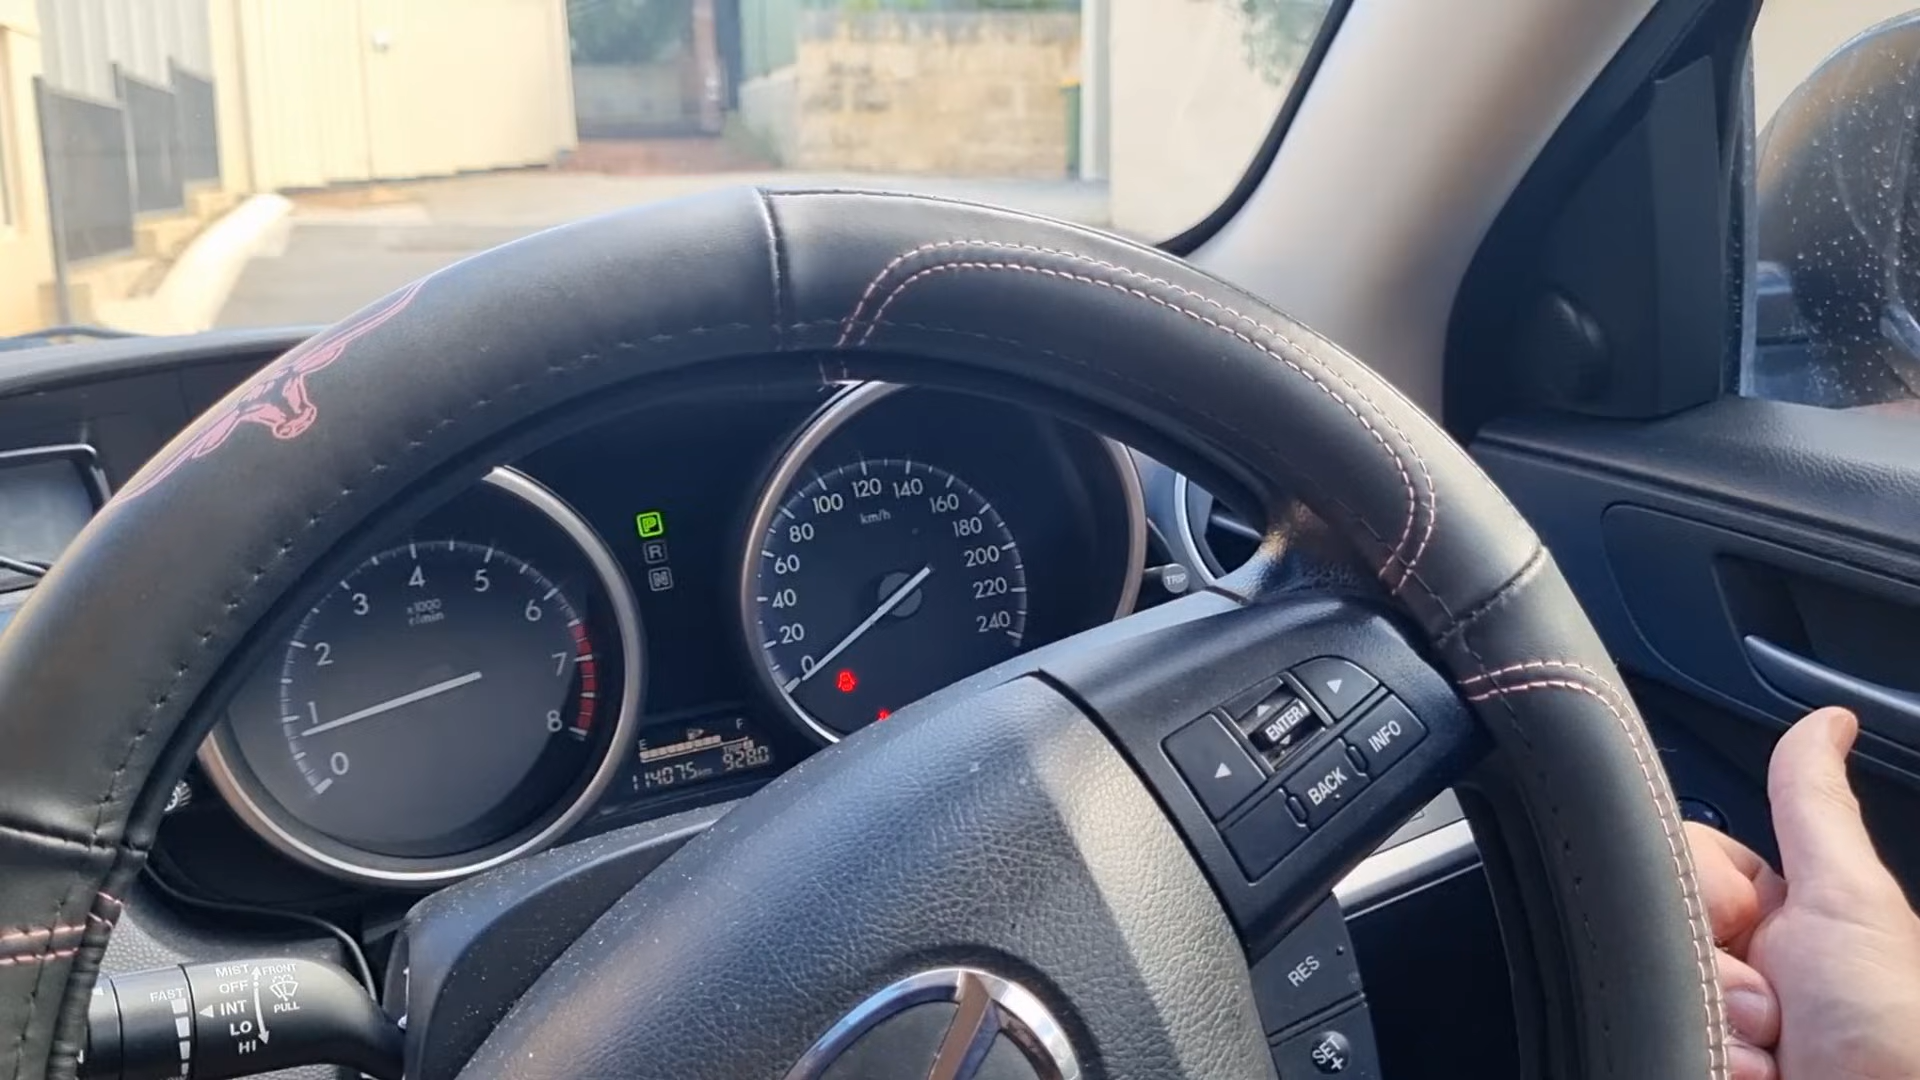 0
1
2
3
4
5
6
7
8
x1000
r/min
P
R
N
0
20
40
60
80
100
120
140
160
180
200
220
240
km/h
TRIP
E
F
TRIP
114075 km
928.0
ENTER
BACK
INFO
RES
SET
+
FAST
MIST
OFF
INT
LO
HI
FRONT
PULL